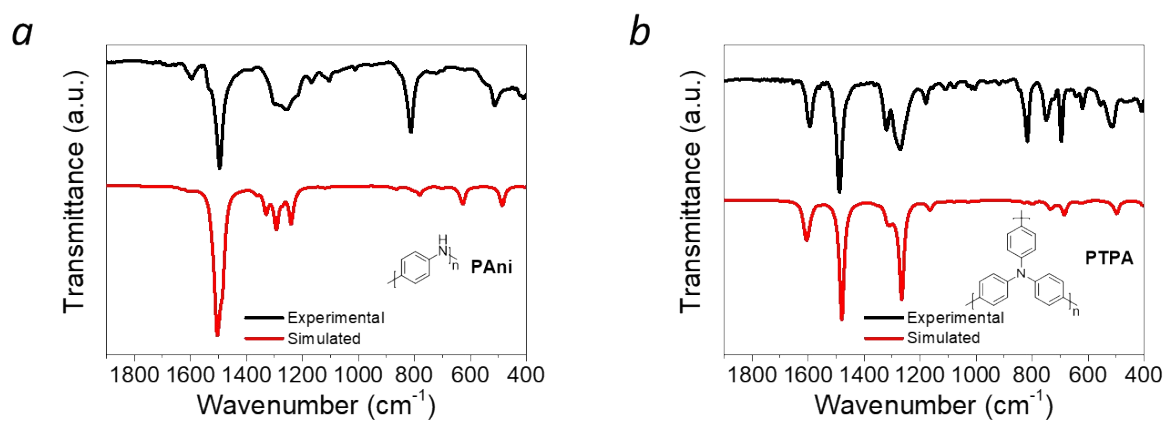 a
Transmittance (a.u.)
H
N
n
PAni
Experimental
Simulated
1800 1600 1400 1200 1000 800 600 400
Wavenumber (cm-1)
b
Transmittance (a.u.)
N
n
PTPA
Experimental
Simulated
1800 1600 1400 1200 1000 800 600 400
Wavenumber (cm-1)